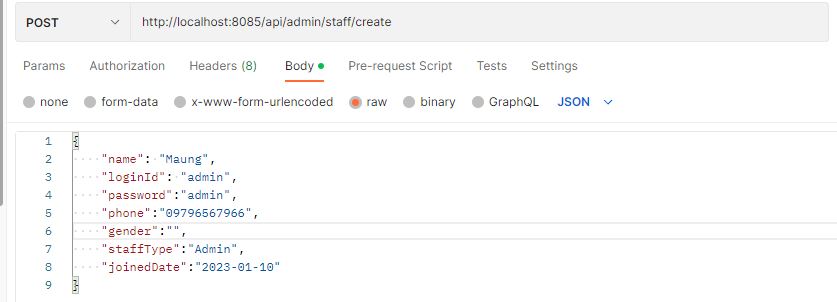 POST http://localhost:8085/api/admin/staff/create
Params Authorization Headers (8) Body Pre-request Script Tests Settings
none form-data x-www-form-urlencoded raw binary GraphQL JSON
1 {
2 "name": "Maung",
3 "loginId": "admin",
4 "password":"admin",
5 "phone":"09796567966",
6 "gender":"",
7 "staffType":"Admin",
8 "joinedDate":"2023-01-10"
9 }